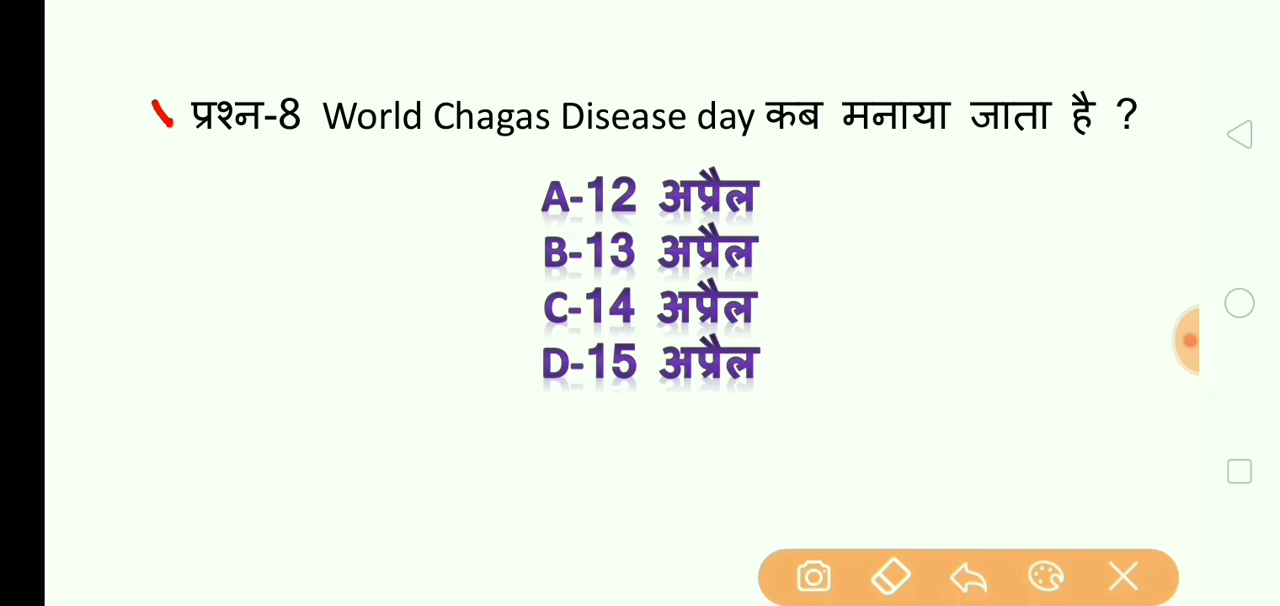 प्रश्न-8 World Chagas Disease day कब मनाया जाता है ?
A-12 अप्रैल
B-13 अप्रैल
C-14 अप्रैल
D-15 अप्रैल